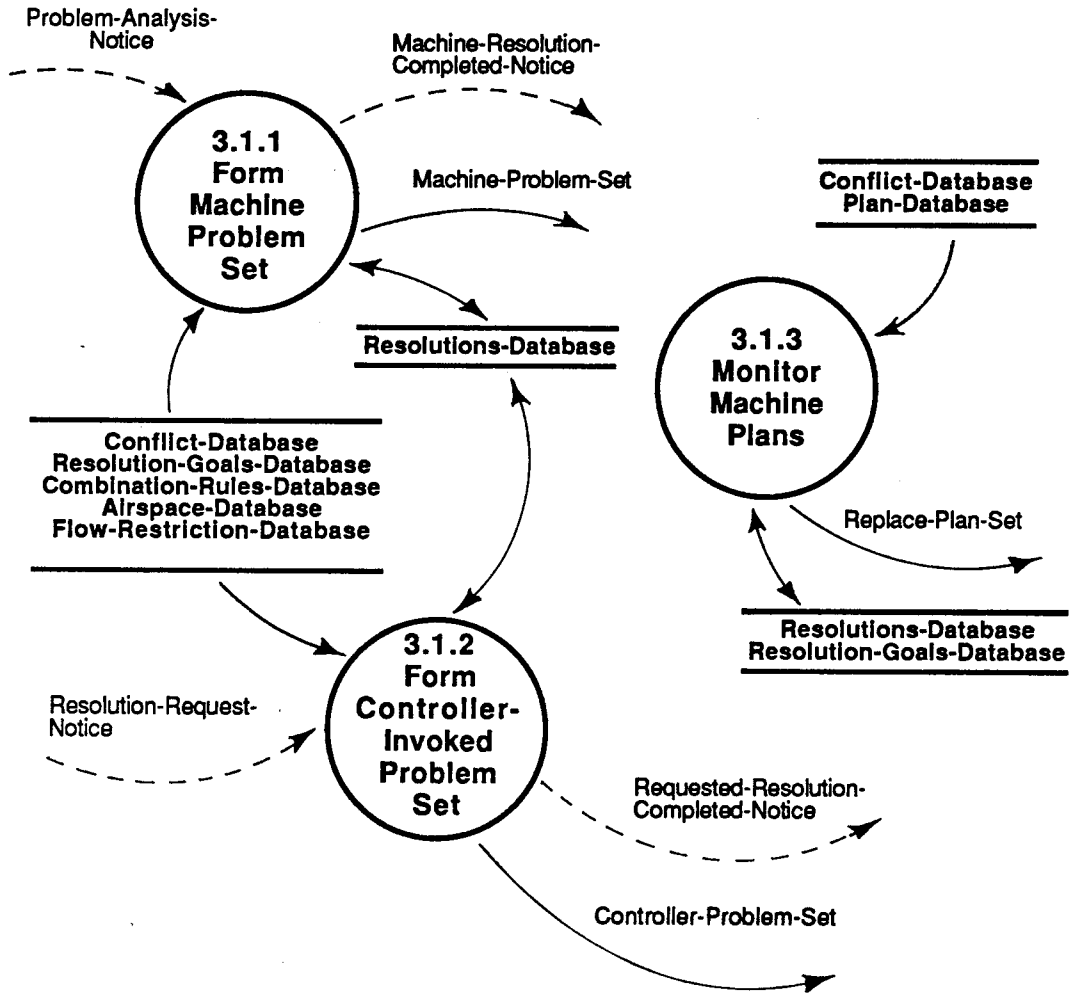 Problem-Analysis-
Notice
Machine-Resolution-
Completed-Notice
3.1.1
Form
Machine
Problem
Set
Machine-Problem-Set
Conflict-Database
Plan-Database
Resolutions-Database
3.1.3
Monitor
Machine
Plans
Conflict-Database
Resolution-Goals-Database
Combination-Rules-Database
Airspace-Database
Flow-Restriction-Database
Replace-Plan-Set
Resolutions-Database
Resolution-Goals-Database
3.1.2
Form
Controller-
Invoked
Problem
Set
Resolution-Request-
Notice
Requested-Resolution-
Completed-Notice
Controller-Problem-Set